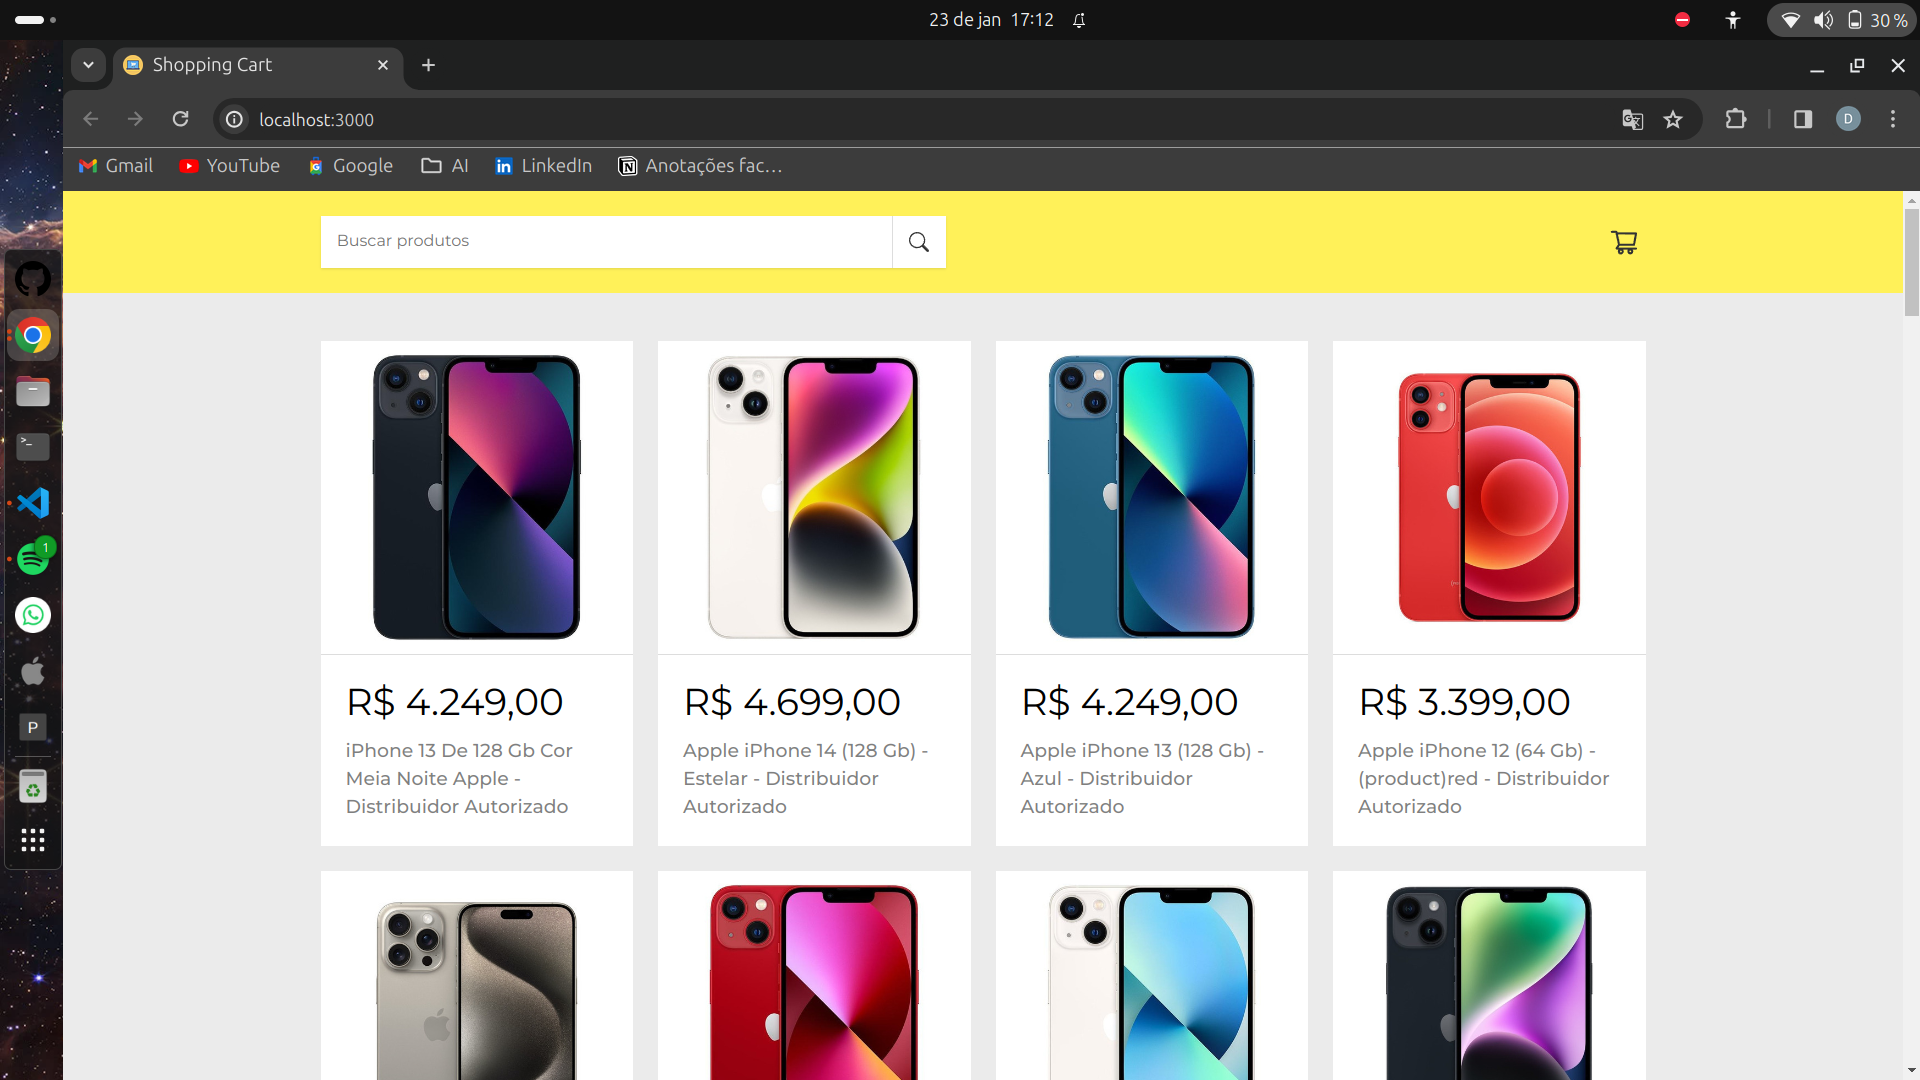 23 de jan 17:12
30 %
Shopping Cart
localhost:3000
D
Gmail
YouTube
Google
AI
LinkedIn
Anotações fac...
Buscar produtos
1
P
R$ 4.249,00
iPhone 13 De 128 Gb Cor
Meia Noite Apple -
Distribuidor Autorizado
R$ 4.699,00
Apple iPhone 14 (128 Gb) -
Estelar - Distribuidor
Autorizado
R$ 4.249,00
Apple iPhone 13 (128 Gb) -
Azul - Distribuidor
Autorizado
R$ 3.399,00
Apple iPhone 12 (64 Gb) -
(product)red - Distribuidor
Autorizado